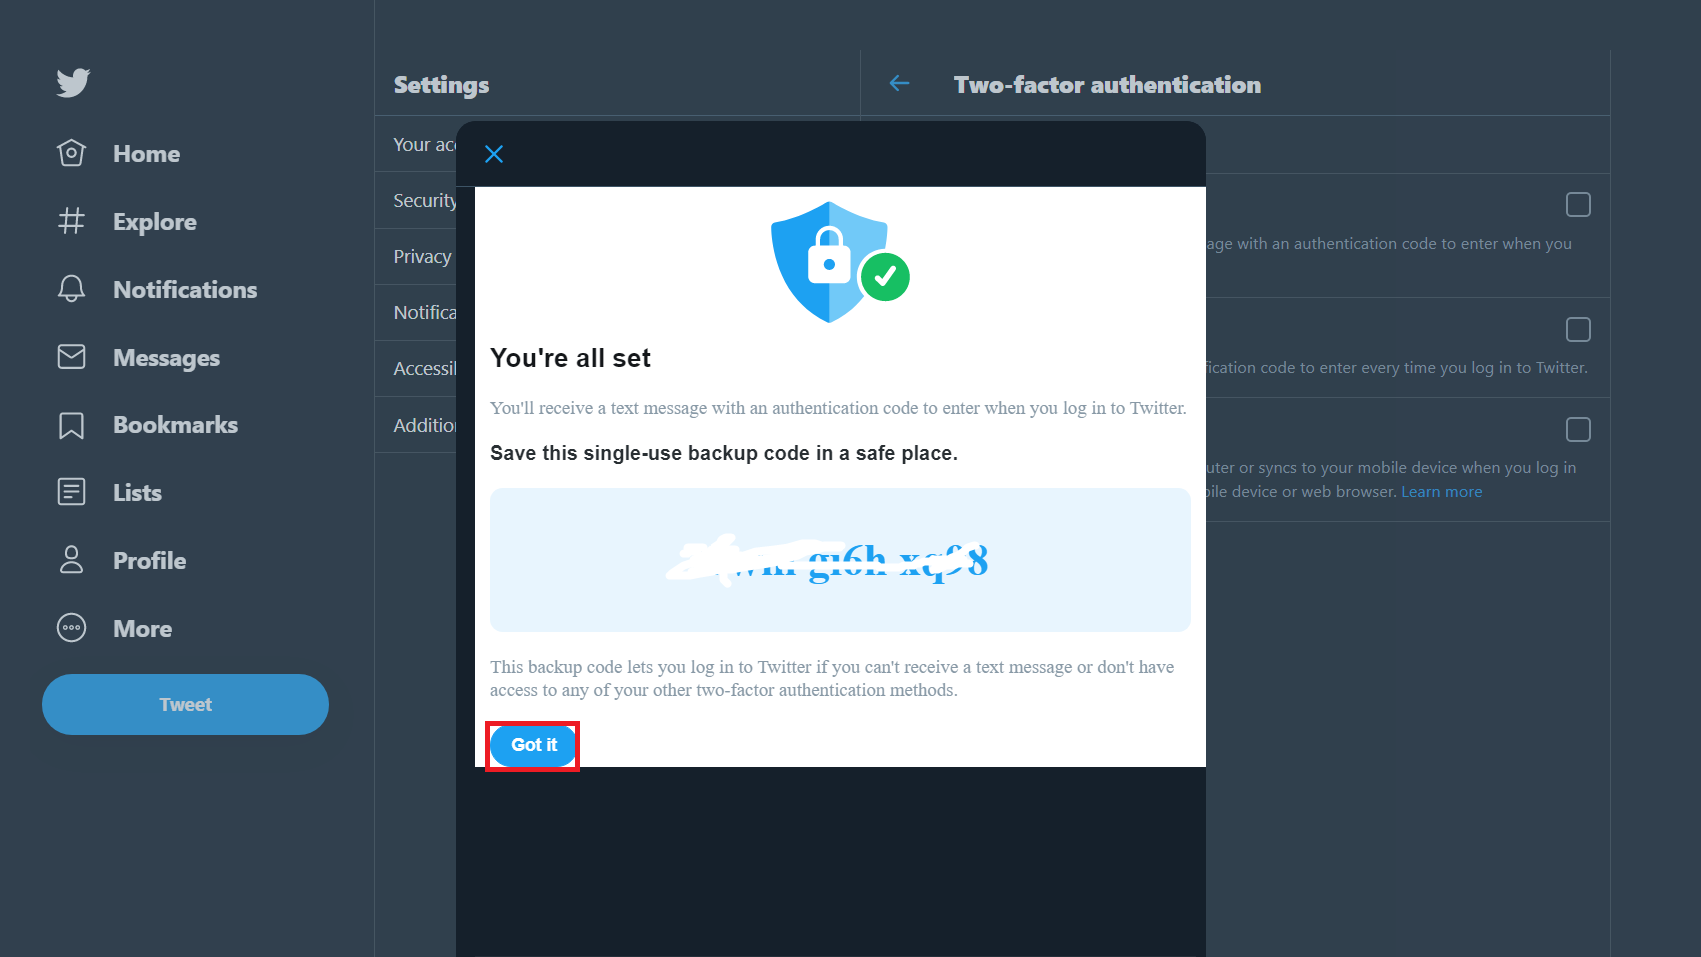 Settings
Two-factor authentication
Home
Explore
Notifications
Messages
Bookmarks
Lists
Profile
More
Tweet
Your ac
Security
Privacy
Notifica
Accessi
Additio
You're all set
You'll receive a text message with an authentication code to enter when you log in to Twitter.
Save this single-use backup code in a safe place.
This backup code lets you log in to Twitter if you can't receive a text message or don't have
access to any of your other two-factor authentication methods.
Got it
age with an authentication code to enter when you
ication code to enter every time you log in to Twitter.
uter or syncs to your mobile device when you log in
ile device or web browser. Learn more